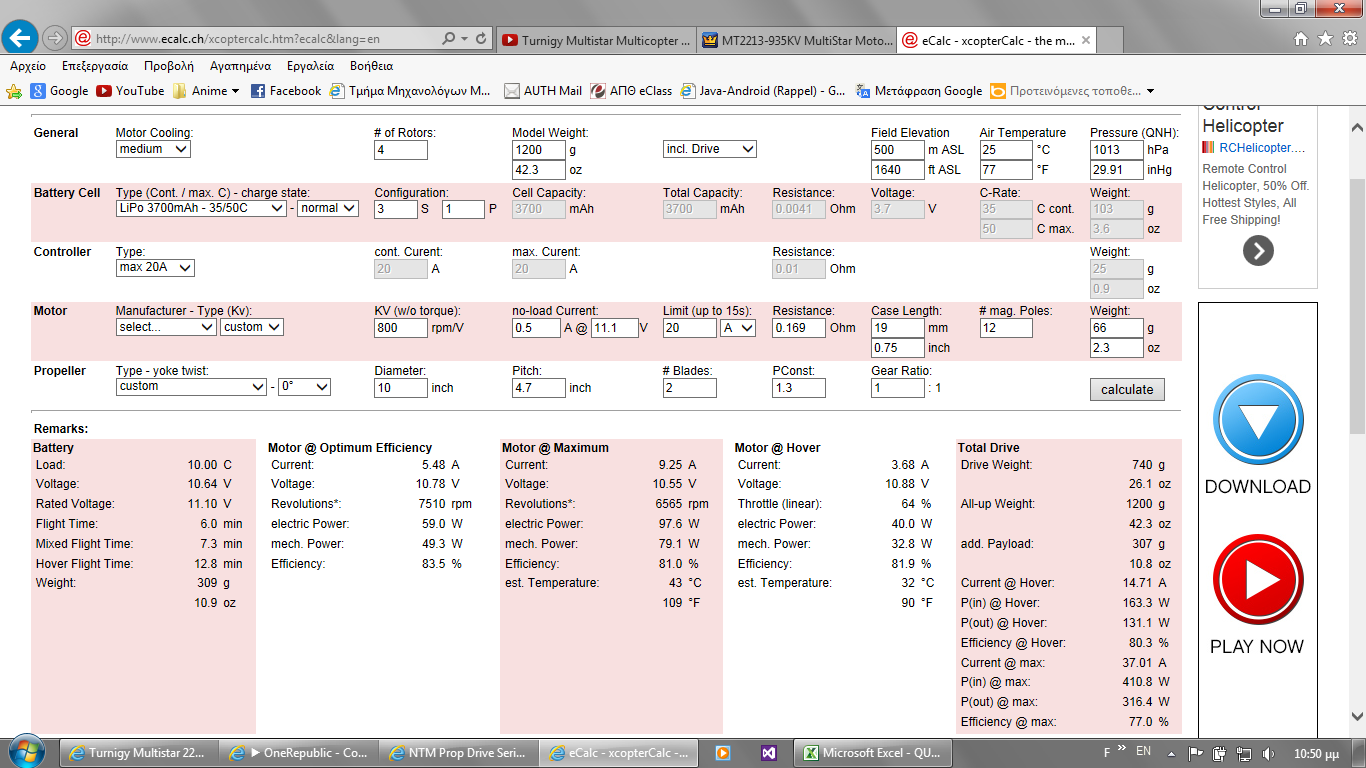 http://www.ecalc.ch/xcoptercalc.htm?ecalc&lang=en
Turnigy Multistar Multicopter ...
MT2213-935KV MultiStar Moto...
eCalc - xcopterCalc - the m...
Αρχείο Επεξεργασία Προβολή Αγαπημένα Εργαλεία Βοήθεια
Google YouTube Anime Facebook Τμήμα Μηχανολόγων Μ... AUTH Mail ΑΠΘ eClass Java-Android (Rappel) - G... Μετάφραση Google Προτεινόμενες τοποθε...
General Motor Cooling: # of Rotors: Model Weight: Field Elevation Air Temperature Pressure (QNH):
medium 4 1200 g incl. Drive 500 m ASL 25 °C 1013 hPa
42.3 oz 1640 ft ASL 77 °F 29.91 inHg
Battery Cell Type (Cont. / max. C) - charge state: Configuration: Cell Capacity: Total Capacity: Resistance: Voltage: C-Rate: Weight:
LiPo 3700mAh - 35/50C - normal 3 S 1 P 3700 mAh 3700 mAh 0.0041 Ohm 3.7 V 35 C cont. 103 g
50 C max. 3.6 oz
Controller Type: cont. Curent: max. Curent: Resistance: Weight:
max 20A 20 A 20 A 0.01 Ohm 25 g
0.9 oz
Motor Manufacturer - Type (Kv): KV (w/o torque): no-load Current: Limit (up to 15s): Resistance: Case Length: # mag. Poles: Weight:
select... custom 800 rpm/V 0.5 A @ 11.1 V 20 A 0.169 Ohm 19 mm 12 66 g
0.75 inch 2.3 oz
Propeller Type - yoke twist: Diameter: Pitch: # Blades: PConst: Gear Ratio:
custom - 0° 10 inch 4.7 inch 2 1.3 1 : 1 calculate
Remarks:
Battery
Load: 10.00 C
Voltage: 10.64 V
Rated Voltage: 11.10 V
Flight Time: 6.0 min
Mixed Flight Time: 7.3 min
Hover Flight Time: 12.8 min
Weight: 309 g
10.9 oz
Motor @ Optimum Efficiency
Current: 5.48 A
Voltage: 10.78 V
Revolutions*: 7510 rpm
electric Power: 59.0 W
mech. Power: 49.3 W
Efficiency: 83.5 %
Motor @ Maximum
Current: 9.25 A
Voltage: 10.55 V
Revolutions*: 6565 rpm
electric Power: 97.6 W
mech. Power: 79.1 W
Efficiency: 81.0 %
est. Temperature: 43 °C
109 °F
Motor @ Hover
Current: 3.68 A
Voltage: 10.88 V
Throttle (linear): 64 %
electric Power: 40.0 W
mech. Power: 32.8 W
Efficiency: 81.9 %
est. Temperature: 32 °C
90 °F
Total Drive
Drive Weight: 740 g
26.1 oz
All-up Weight: 1200 g
42.3 oz
add. Payload: 307 g
10.8 oz
Current @ Hover: 14.71 A
P(in) @ Hover: 163.3 W
P(out) @ Hover: 131.1 W
Efficiency @ Hover: 80.3 %
Current @ max: 37.01 A
P(in) @ max: 410.8 W
P(out) @ max: 316.4 W
Efficiency @ max: 77.0 %
Control
Helicopter
RCHelicopter....
Remote Control
Helicopter, 50% Off.
Hottest Styles, All
Free Shipping!
DOWNLOAD
PLAY NOW
Turnigy Multistar 22... ► OneRepublic - Co... NTM Prop Drive Seri... eCalc - xcopterCalc -... Microsoft Excel - QU... F EN 10:50 μμ